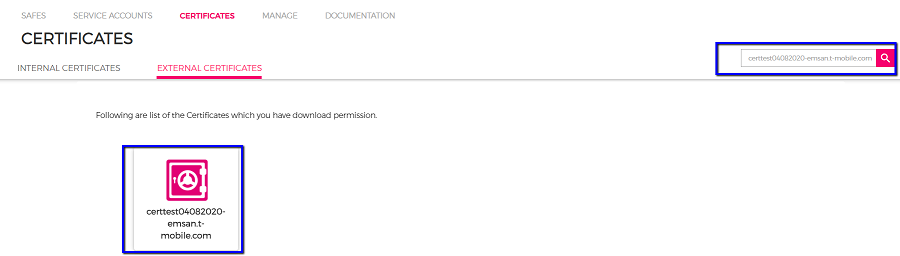 SAFES SERVICE ACCOUNTS CERTIFICATES MANAGE DOCUMENTATION
CERTIFICATES
certtest04082020-emsan.t-mobile.com
INTERNAL CERTIFICATES EXTERNAL CERTIFICATES
Following are list of the Certificates which you have download permission.
certtest04082020-
emsan.t-
mobile.com